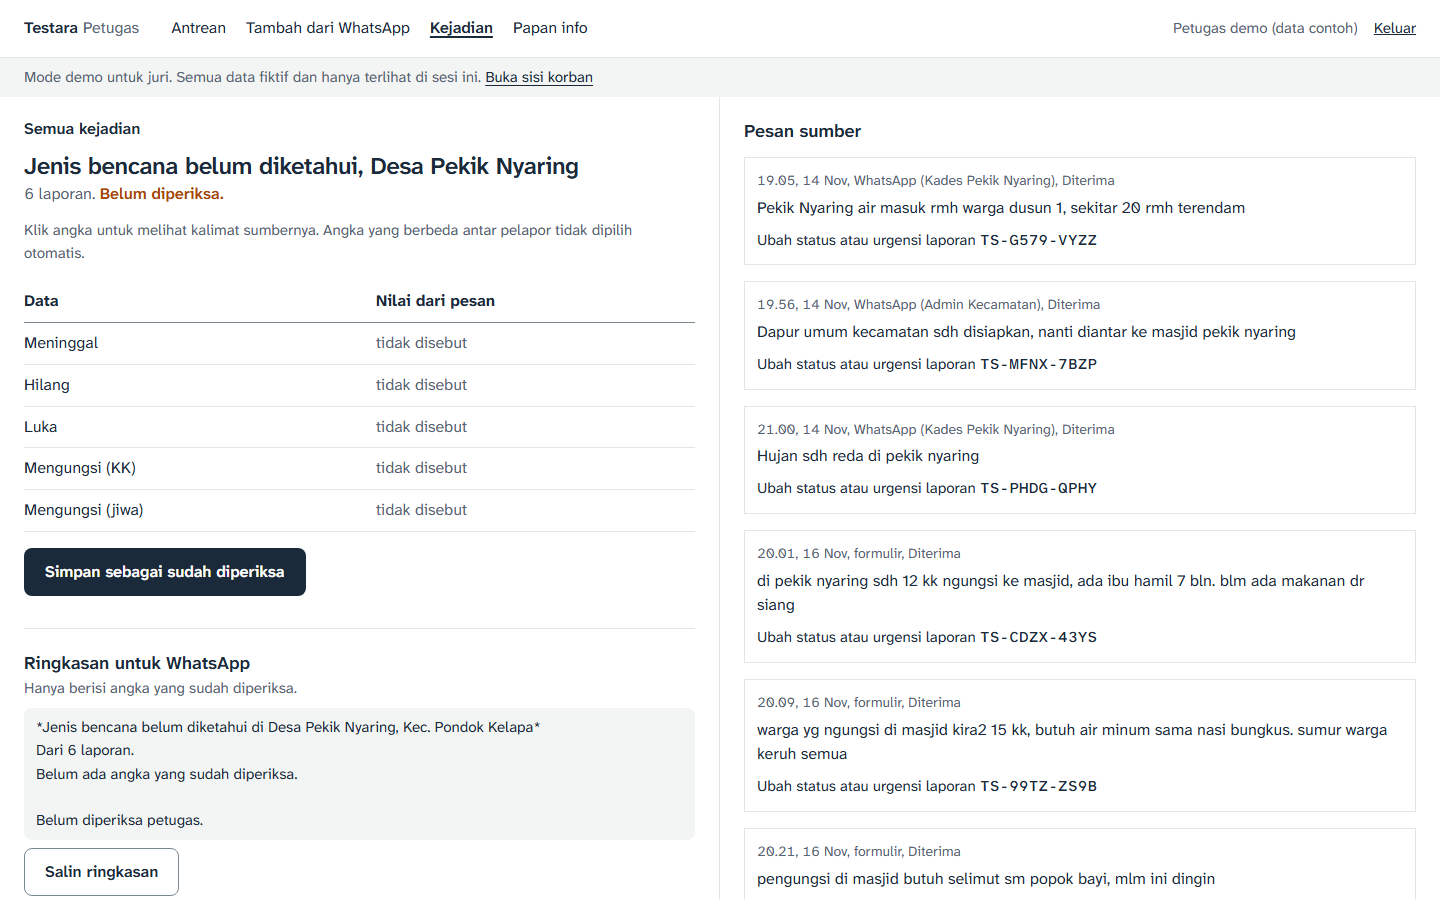 Testara Petugas
Antrean
Tambah dari WhatsApp
Kejadian
Papan info
Petugas demo (data contoh)
Keluar
Mode demo untuk juri. Semua data fiktif dan hanya terlihat di sesi ini. Buka sisi korban
Semua kejadian
Jenis bencana belum diketahui, Desa Pekik Nyaring
6 laporan. Belum diperiksa.
Klik angka untuk melihat kalimat sumbernya. Angka yang berbeda antar pelapor tidak dipilih
otomatis.
Data
Nilai dari pesan
Meninggal
tidak disebut
Hilang
tidak disebut
Luka
tidak disebut
Mengungsi (KK)
tidak disebut
Mengungsi (jiwa)
tidak disebut
Simpan sebagai sudah diperiksa
Ringkasan untuk WhatsApp
Hanya berisi angka yang sudah diperiksa.
*Jenis bencana belum diketahui di Desa Pekik Nyaring, Kec. Pondok Kelapa*
Dari 6 laporan.
Belum ada angka yang sudah diperiksa.
Belum diperiksa petugas.
Salin ringkasan
Pesan sumber
19.05, 14 Nov, WhatsApp (Kades Pekik Nyaring), Diterima
Pekik Nyaring air masuk rmh warga dusun 1, sekitar 20 rmh terendam
Ubah status atau urgensi laporan TS-G579-VYZZ
19.56, 14 Nov, WhatsApp (Admin Kecamatan), Diterima
Dapur umum kecamatan sdh disiapkan, nanti diantar ke masjid pekik nyaring
Ubah status atau urgensi laporan TS-MFNX-7BZP
21.00, 14 Nov, WhatsApp (Kades Pekik Nyaring), Diterima
Hujan sdh reda di pekik nyaring
Ubah status atau urgensi laporan TS-PHDG-QPHY
20.01, 16 Nov, formulir, Diterima
di pekik nyaring sdh 12 kk ngungsi ke masjid, ada ibu hamil 7 bln. blm ada makanan dr
siang
Ubah status atau urgensi laporan TS-CDZX-43YS
20.09, 16 Nov, formulir, Diterima
warga yg ngungsi di masjid kira2 15 kk, butuh air minum sama nasi bungkus. sumur warga
keruh semua
Ubah status atau urgensi laporan TS-99TZ-ZS9B
20.21, 16 Nov, formulir, Diterima
pengungsi di masjid butuh selimut sm popok bayi, mlm ini dingin